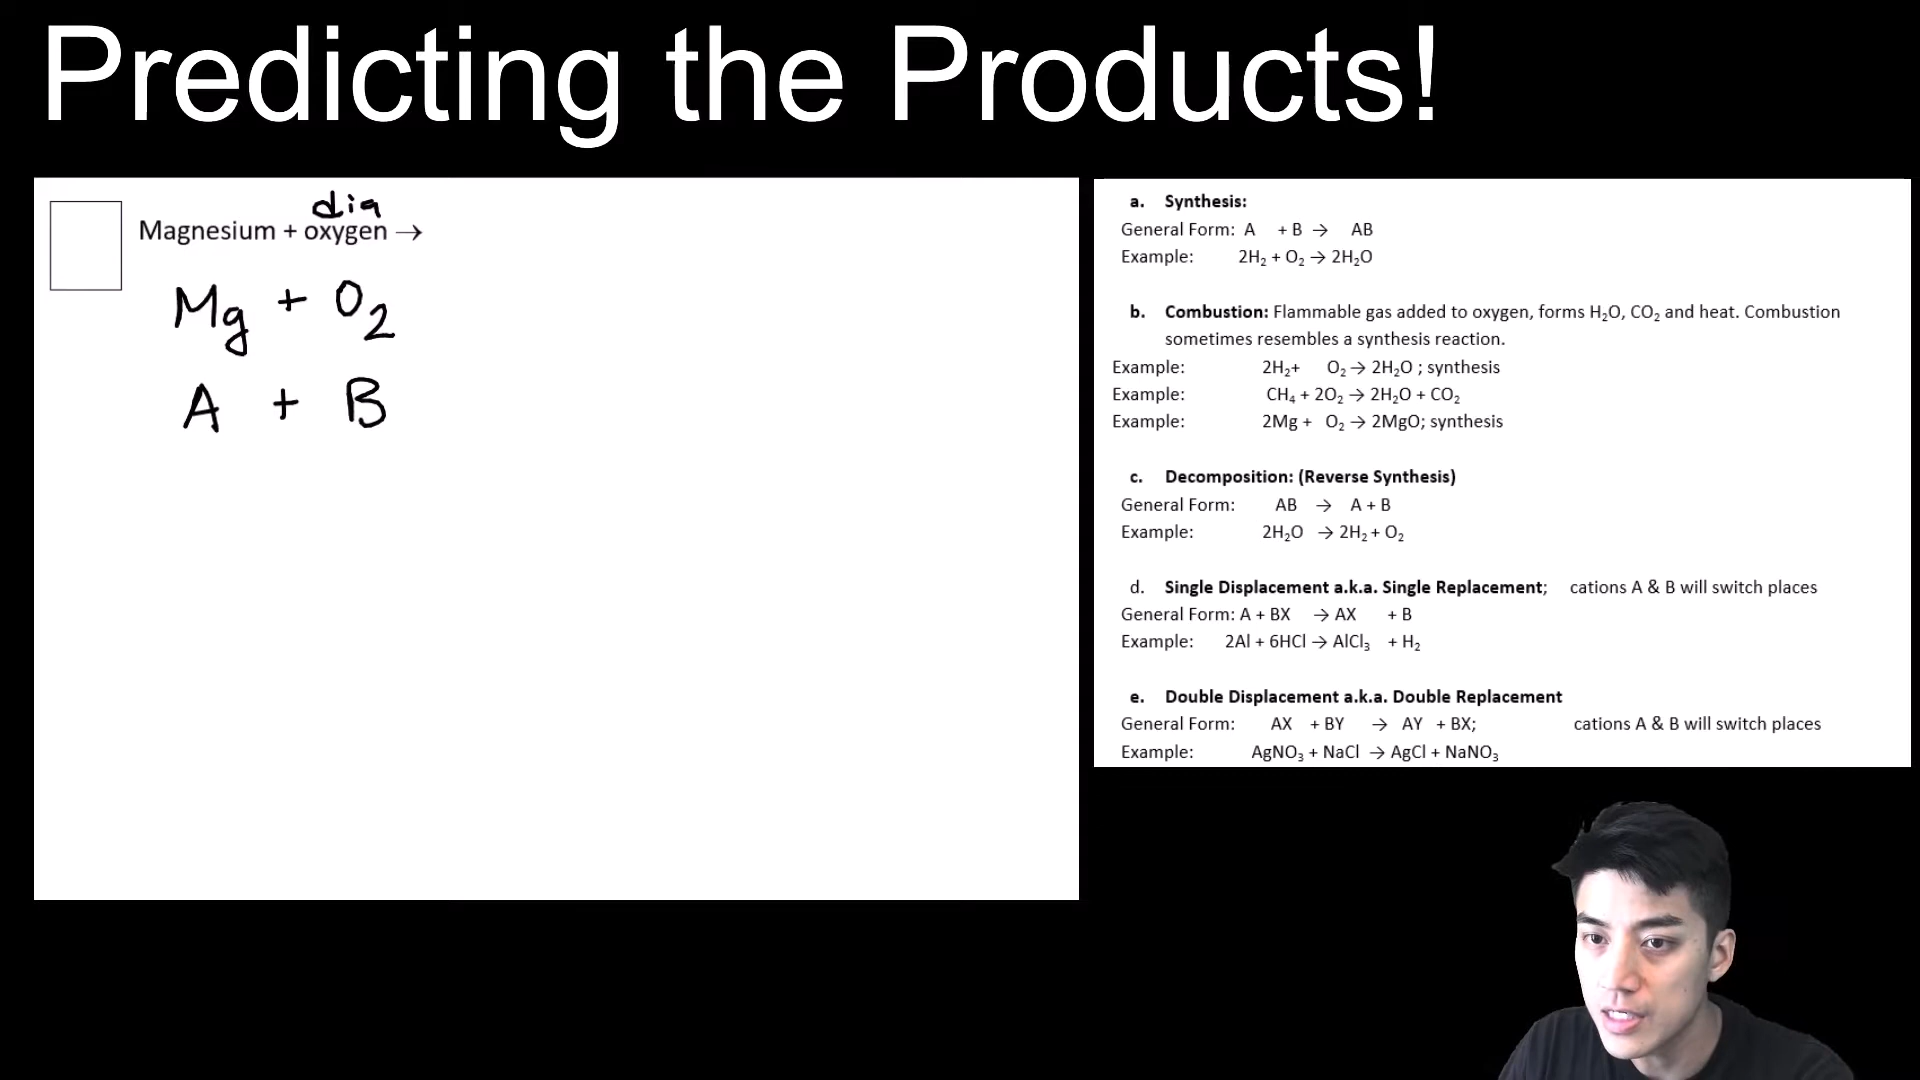 Predicting the Products!
dia
Magnesium + oxygen →
Mg + O₂
A + B
a. Synthesis:
General Form: A + B → AB
Example: 2H₂ + O₂ → 2H₂O
b. Combustion: Flammable gas added to oxygen, forms H₂O, CO₂ and heat. Combustion
sometimes resembles a synthesis reaction.
Example: 2H₂+ O₂ → 2H₂O ; synthesis
Example: CH₄ + 2O₂ → 2H₂O + CO₂
Example: 2Mg + O₂ → 2MgO; synthesis
c. Decomposition: (Reverse Synthesis)
General Form: AB → A + B
Example: 2H₂O → 2H₂ + O₂
d. Single Displacement a.k.a. Single Replacement; cations A & B will switch places
General Form: A + BX → AX + B
Example: 2Al + 6HCl → AlCl₃ + H₂
e. Double Displacement a.k.a. Double Replacement
General Form: AX + BY → AY + BX; cations A & B will switch places
Example: AgNO₃ + NaCl → AgCl + NaNO₃